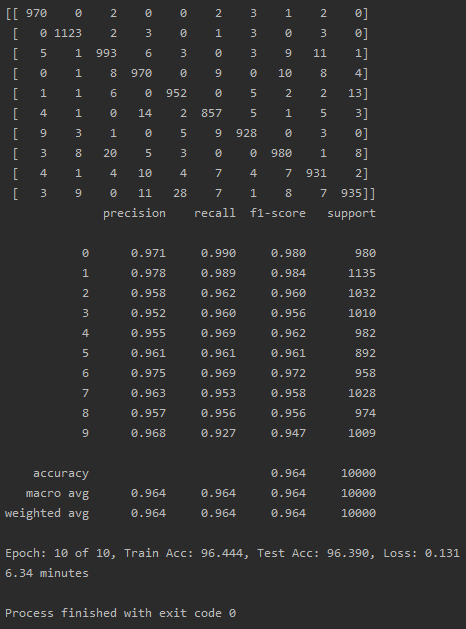 [[ 970 0 2 0 0 2 3 1 2 0]
[ 0 1123 2 3 0 1 3 0 3 0]
[ 5 1 993 6 3 0 3 9 11 1]
[ 0 1 8 970 0 9 0 10 8 4]
[ 1 1 6 0 952 0 5 2 2 13]
[ 4 1 0 14 2 857 5 1 5 3]
[ 9 3 1 0 5 9 928 0 3 0]
[ 3 8 20 5 3 0 0 980 1 8]
[ 4 1 4 10 4 7 4 7 931 2]
[ 3 9 0 11 28 7 1 8 7 935]]
precision recall f1-score support
0 0.971 0.990 0.980 980
1 0.978 0.989 0.984 1135
2 0.958 0.962 0.960 1032
3 0.952 0.960 0.956 1010
4 0.955 0.969 0.962 982
5 0.961 0.961 0.961 892
6 0.975 0.969 0.972 958
7 0.963 0.953 0.958 1028
8 0.957 0.956 0.956 974
9 0.968 0.927 0.947 1009
accuracy 0.964 10000
macro avg 0.964 0.964 0.964 10000
weighted avg 0.964 0.964 0.964 10000
Epoch: 10 of 10, Train Acc: 96.444, Test Acc: 96.390, Loss: 0.131
6.34 minutes
Process finished with exit code 0